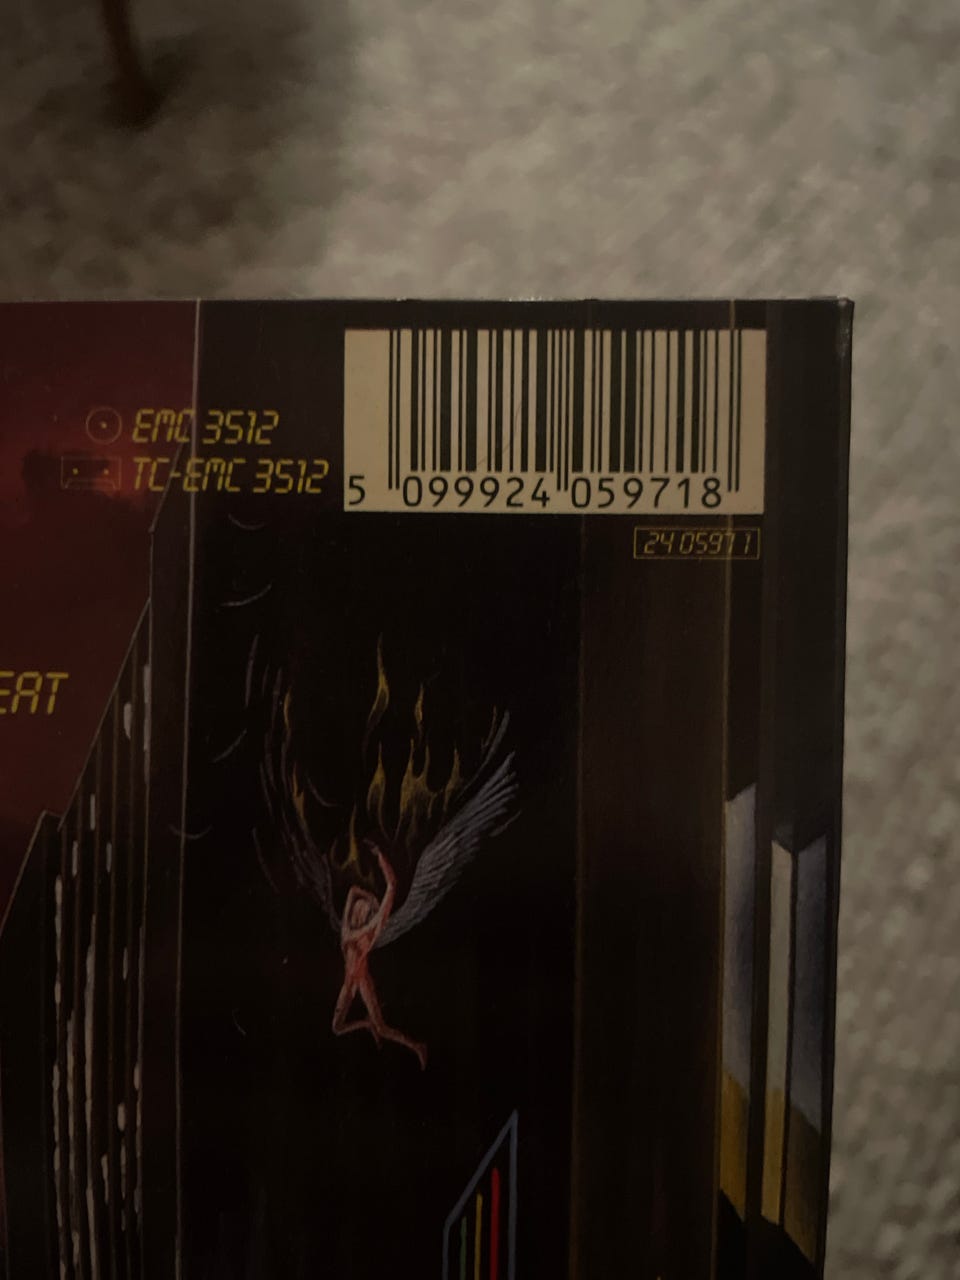 EMC 3512
TC-EMC 3512
5 099924 059718
24 0597 1
EAT